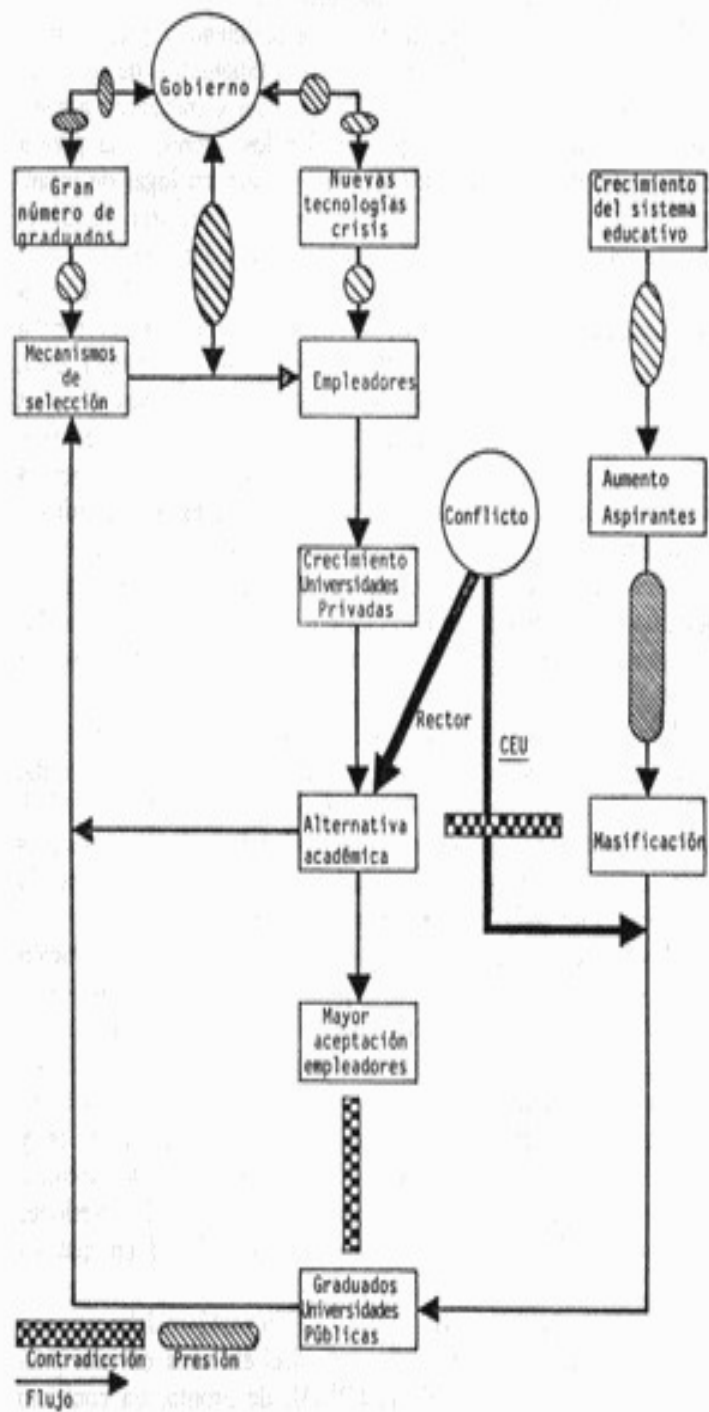 Gobierno
Gran
número de
graduados
Nuevas
tecnologías
crisis
Crecimiento
del sistema
educativo
Mecanismos
de
selección
Empleadores
Aumento
Aspirantes
Conflicto
Crecimiento
Universidades
Privadas
Rector
CEU
Alternativa
académica
Masificación
Mayor
aceptación
empleadores
Graduados
Universidades
Públicas
Contradicción
Presión
Flujo